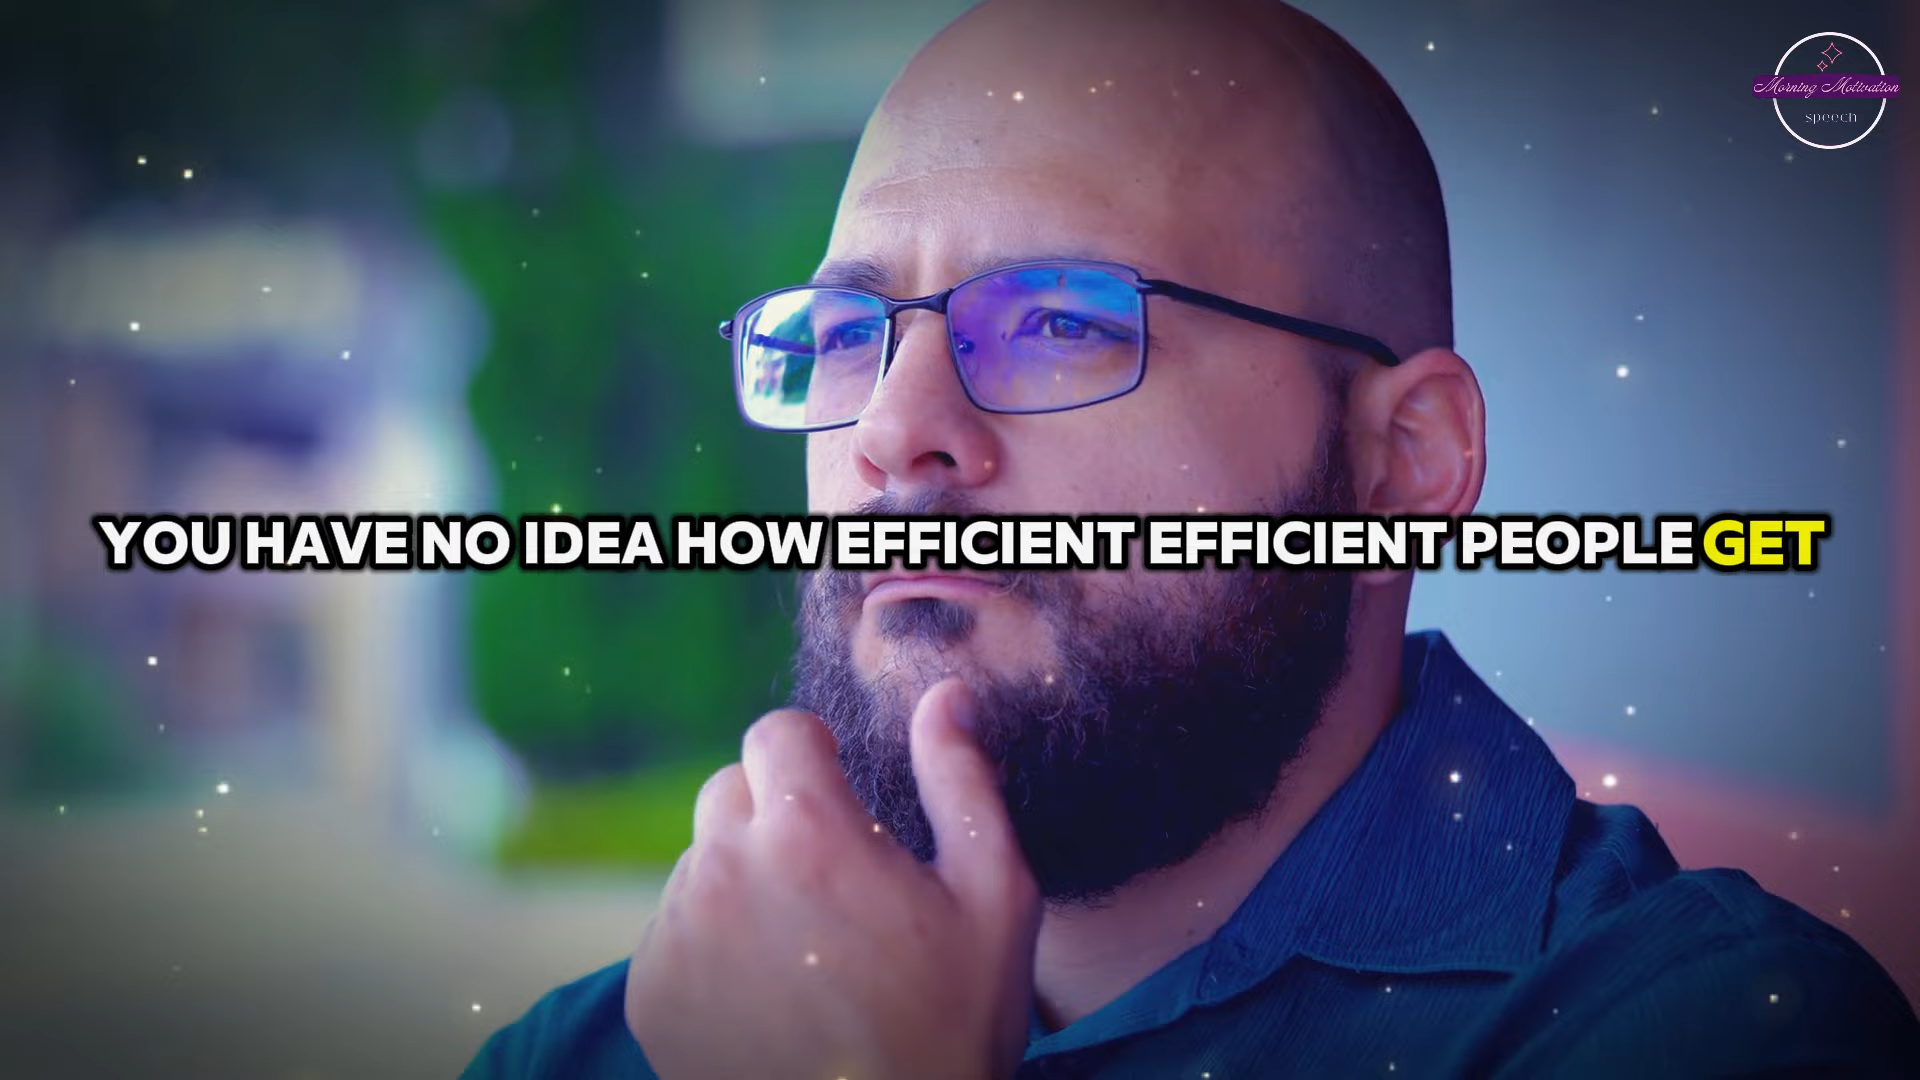 Morning Motivation
speech
YOU HAVE NO IDEA HOW EFFICIENT EFFICIENT PEOPLE GET